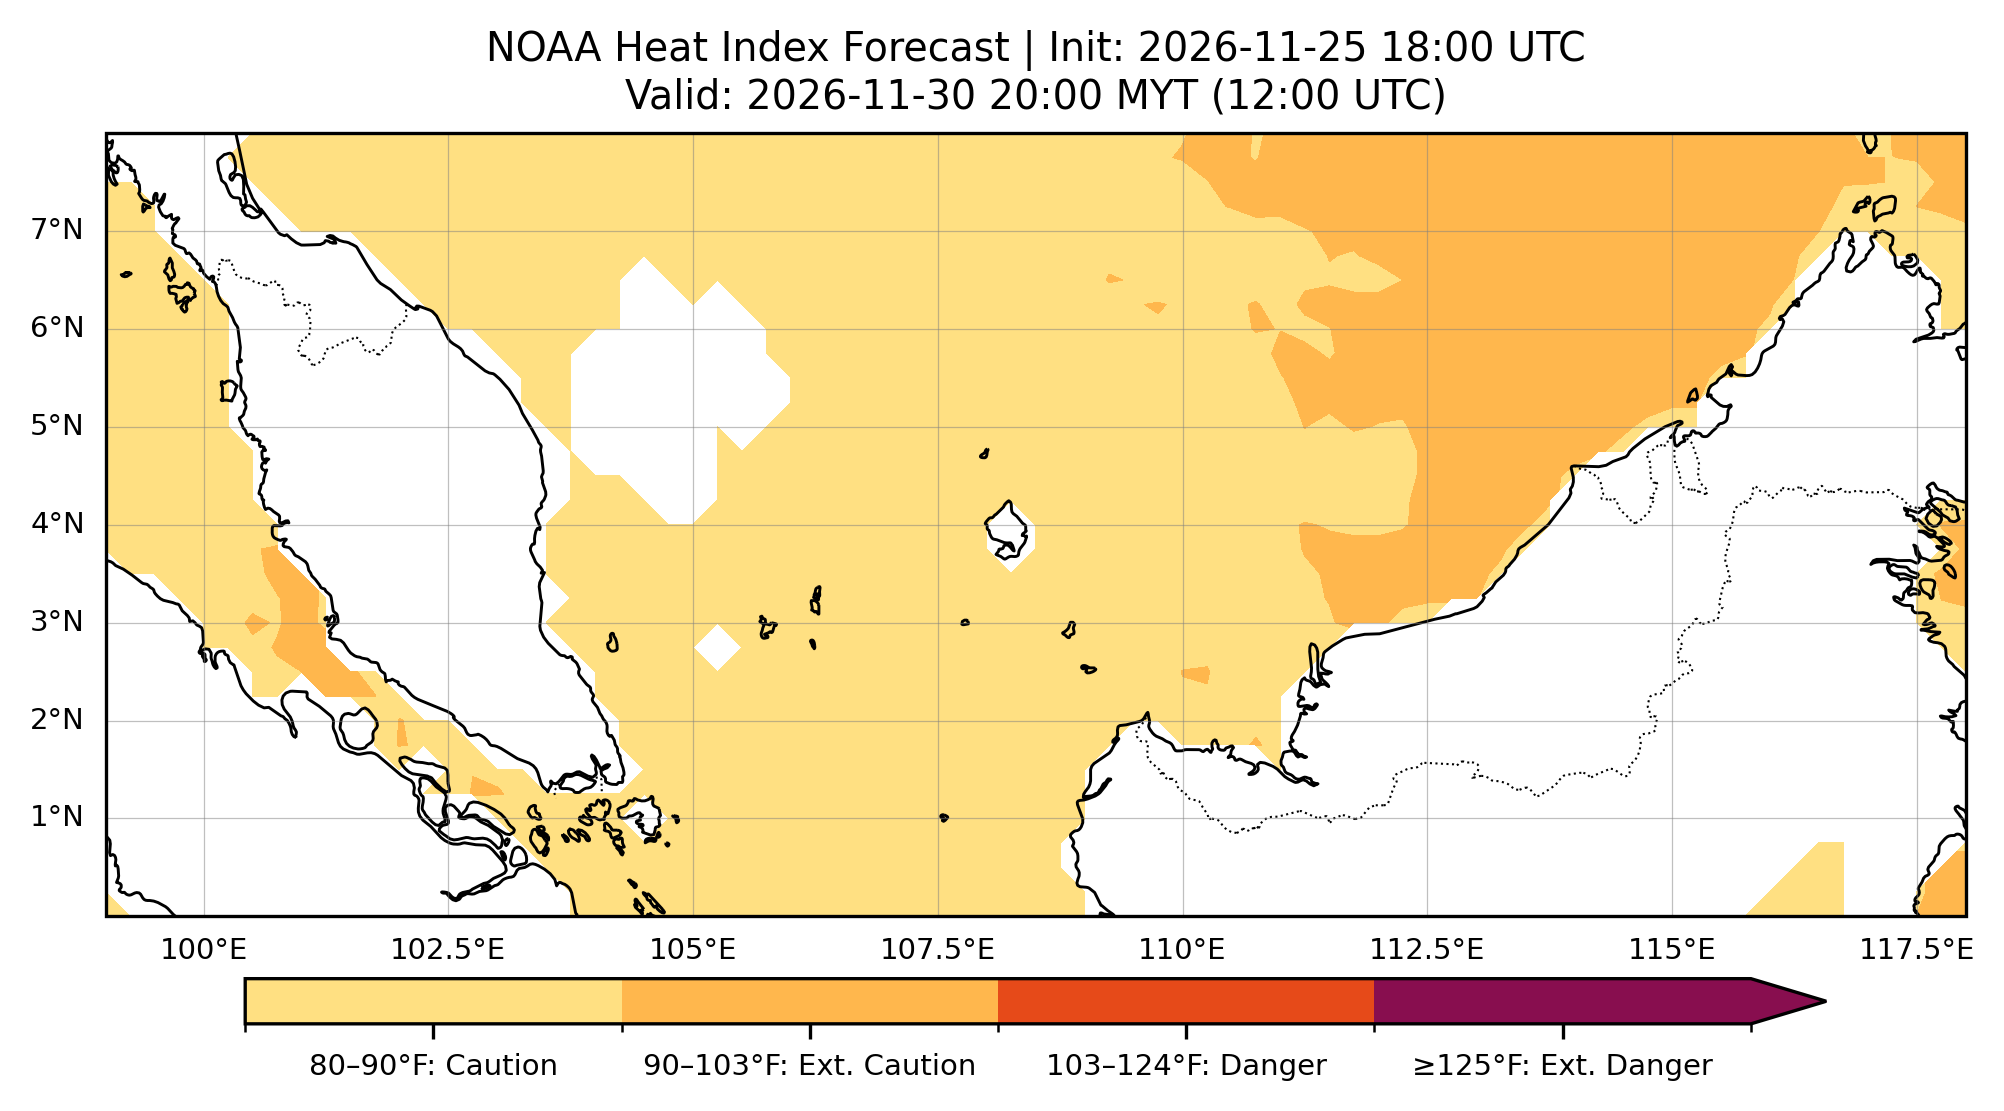 NOAA Heat Index Forecast | Init: 2026-11-25 18:00 UTC
Valid: 2026-11-30 20:00 MYT (12:00 UTC)
7°N
6°N
5°N
4°N
3°N
2°N
1°N
100°E 102.5°E 105°E 107.5°E 110°E 112.5°E 115°E 117.5°E
80–90°F: Caution 90–103°F: Ext. Caution 103–124°F: Danger ≥125°F: Ext. Danger